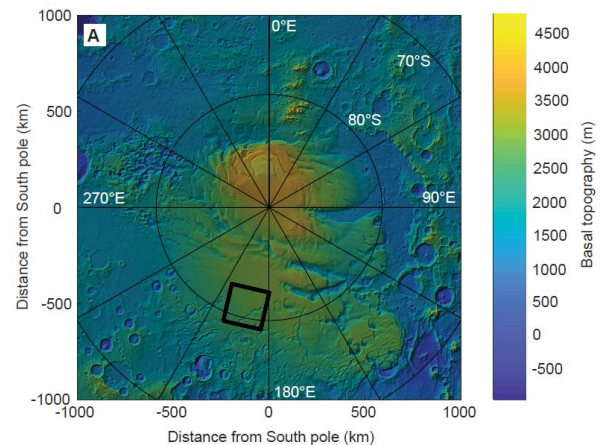 A
0°E
70°S
80°S
270°E
90°E
180°E
1000
500
0
-500
-1000
Distance from South pole (km)
-1000
-500
0
500
1000
Distance from South pole (km)
4500
4000
3500
3000
2500
2000
1500
1000
500
0
-500
Basal topography (m)